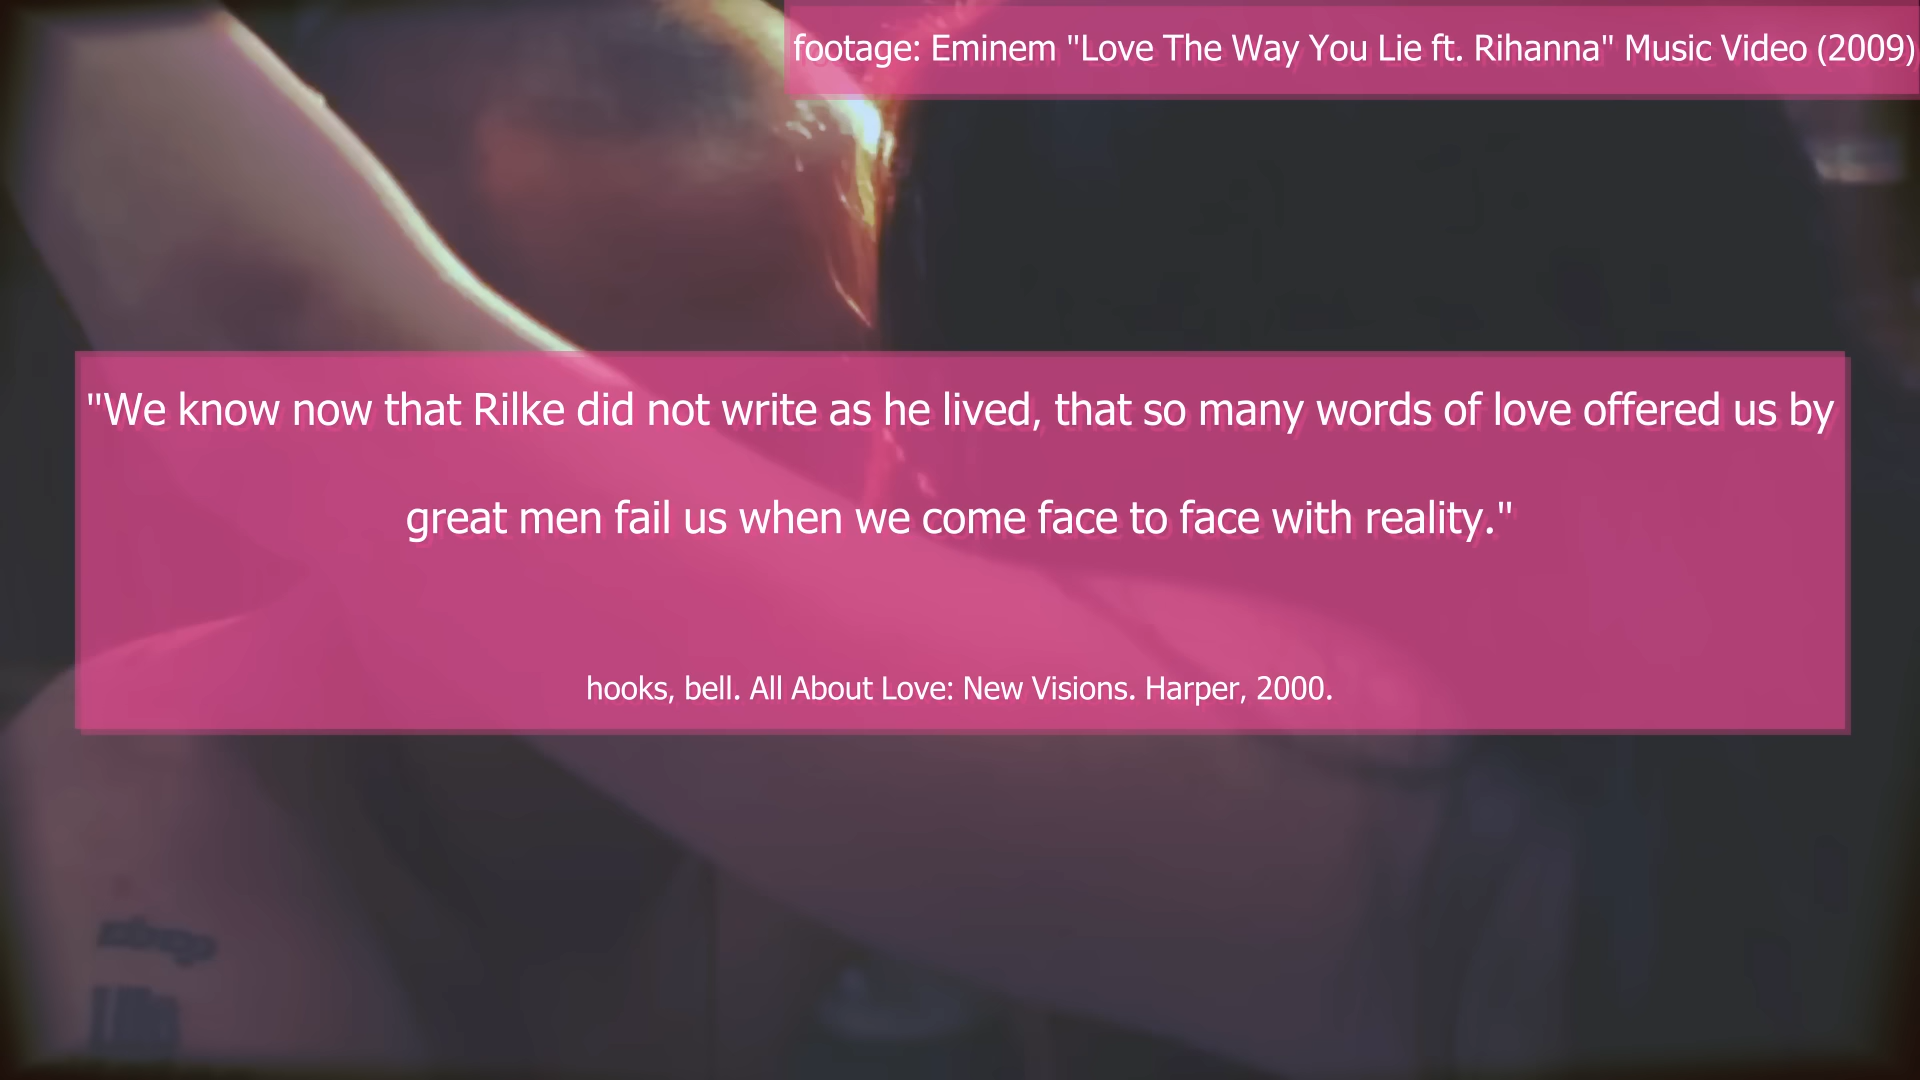 footage: Eminem "Love The Way You Lie ft. Rihanna" Music Video (2009)
"We know now that Rilke did not write as he lived, that so many words of love offered us by
great men fail us when we come face to face with reality."
hooks, bell. All About Love: New Visions. Harper, 2000.